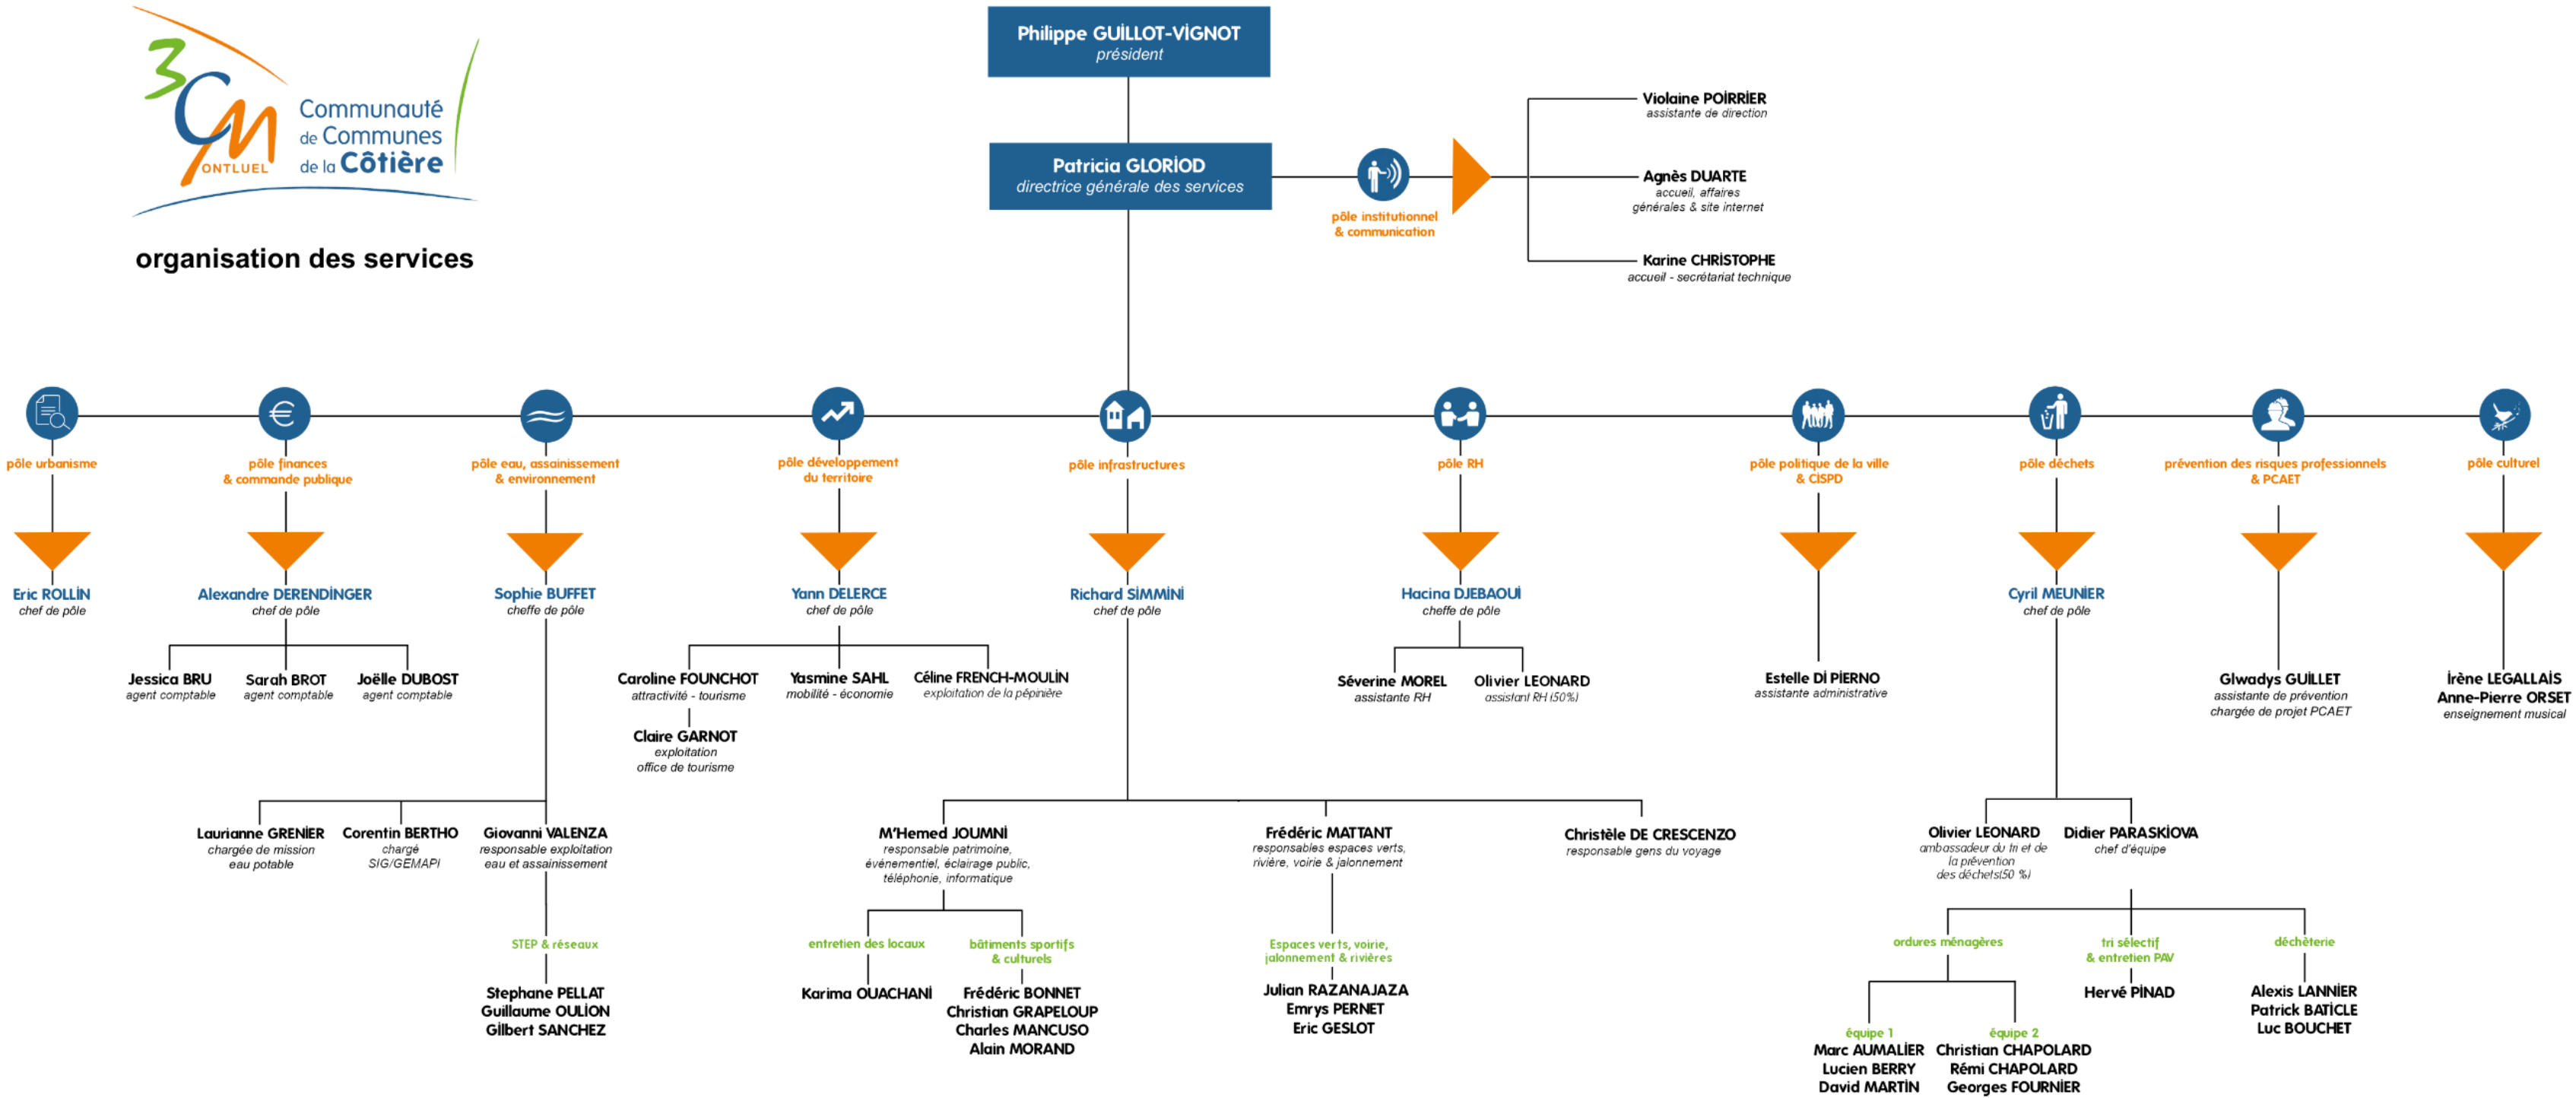 3CM
ONTLUEL
Communauté
de Communes
de la Côtière
organisation des services
Philippe GUILLOT-VIGNOT
président
Patricia GLORIOD
directrice générale des services
pôle institutionnel
& communication
Violaine POIRRIER
assistante de direction
Agnès DUARTE
accueil, affaires
générales & site internet
Karine CHRISTOPHE
accueil - secrétariat technique
pôle urbanisme
Eric ROLLIN
chef de pôle
pôle finances
& commande publique
Alexandre DERENDINGER
chef de pôle
Jessica BRU
agent comptable
Sarah BROT
agent comptable
Joëlle DUBOST
agent comptable
pôle eau, assainissement
& environnement
Sophie BUFFET
cheffe de pôle
Laurianne GRENIER
chargée de mission
eau potable
Corentin BERTHO
chargé
SIG/GEMAPI
Giovanni VALENZA
responsable exploitation
eau et assainissement
STEP & réseaux
Stephane PELLAT
Guillaume OULION
Gilbert SANCHEZ
pôle développement
du territoire
Yann DELERCE
chef de pôle
Caroline FOUNCHOT
attractivité - tourisme
Claire GARNOT
exploitation
office de tourisme
Yasmine SAHL
mobilité - économie
Céline FRENCH-MOULIN
exploitation de la pépinière
pôle infrastructures
Richard SIMMINI
chef de pôle
M'Hemed JOUMNI
responsable patrimoine,
événementiel, éclairage public,
téléphonie, informatique
entretien des locaux
Karima OUACHANI
bâtiments sportifs
& culturels
Frédéric BONNET
Christian GRAPELOUP
Charles MANCUSO
Alain MORAND
Frédéric MATTANT
responsables espaces verts,
rivière, voirie & jalonnement
Espaces verts, voirie,
jalonnement & rivières
Julian RAZANAJAZA
Emrys PERNET
Eric GESLOT
Christèle DE CRESCENZO
responsable gens du voyage
pôle RH
Hacina DJEBAOUI
cheffe de pôle
Séverine MOREL
assistante RH
Olivier LEONARD
assistant RH (50%)
pôle politique de la ville
& CISPD
Estelle DI PIERNO
assistante administrative
pôle déchets
Cyril MEUNIER
chef de pôle
Olivier LEONARD
ambassadeur du tri et de
la prévention
des déchets(50 %)
Didier PARASKIOVA
chef d'équipe
ordures ménagères
équipe 1
Marc AUMALIER
Lucien BERRY
David MARTIN
équipe 2
Christian CHAPOLARD
Rémi CHAPOLARD
Georges FOURNIER
tri sélectif
& entretien PAV
Hervé PINAD
déchèterie
Alexis LANNIER
Patrick BATICLE
Luc BOUCHET
prévention des risques professionnels
& PCAET
Glwadys GUILLET
assistante de prévention
chargée de projet PCAET
pôle culturel
Irène LEGALLAIS
Anne-Pierre ORSET
enseignement musical